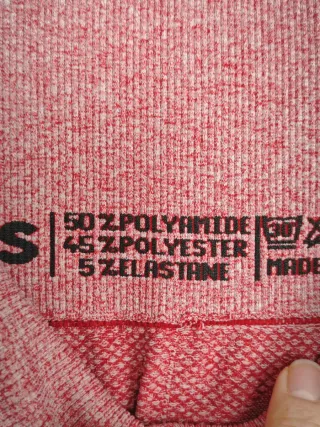 S
50 %.POLYAMIDE
45 %.POLYESTER
5 %.ELASTANE
30°
MADE